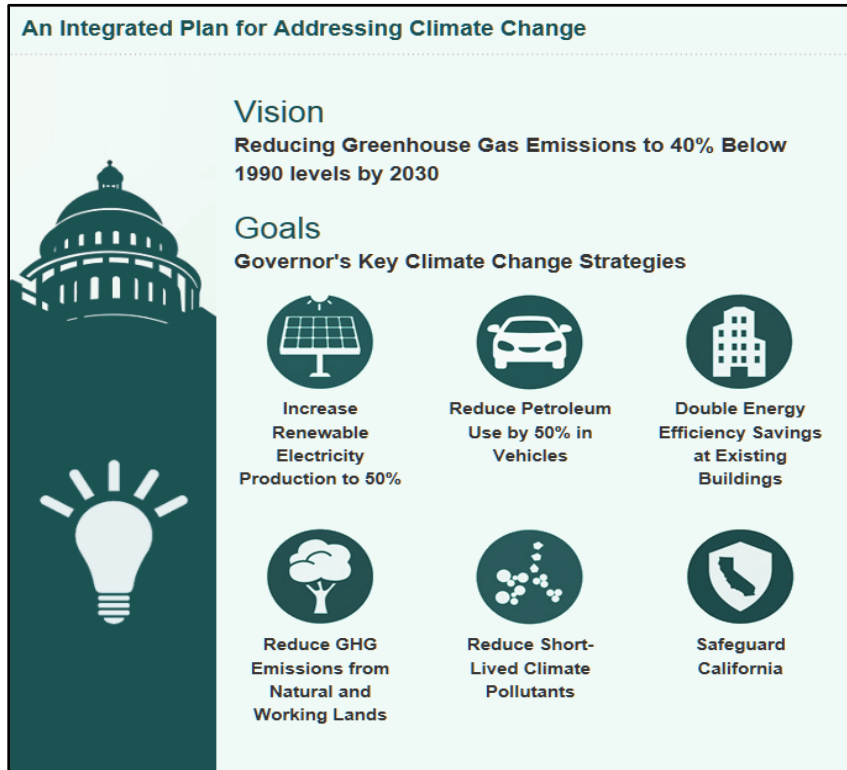 An Integrated Plan for Addressing Climate Change
Vision
Reducing Greenhouse Gas Emissions to 40% Below
1990 levels by 2030
Goals
Governor's Key Climate Change Strategies
Increase
Renewable
Electricity
Production to 50%
Reduce Petroleum
Use by 50% in
Vehicles
Double Energy
Efficiency Savings
at Existing
Buildings
Reduce GHG
Emissions from
Natural and
Working Lands
Reduce Short-
Lived Climate
Pollutants
Safeguard
California